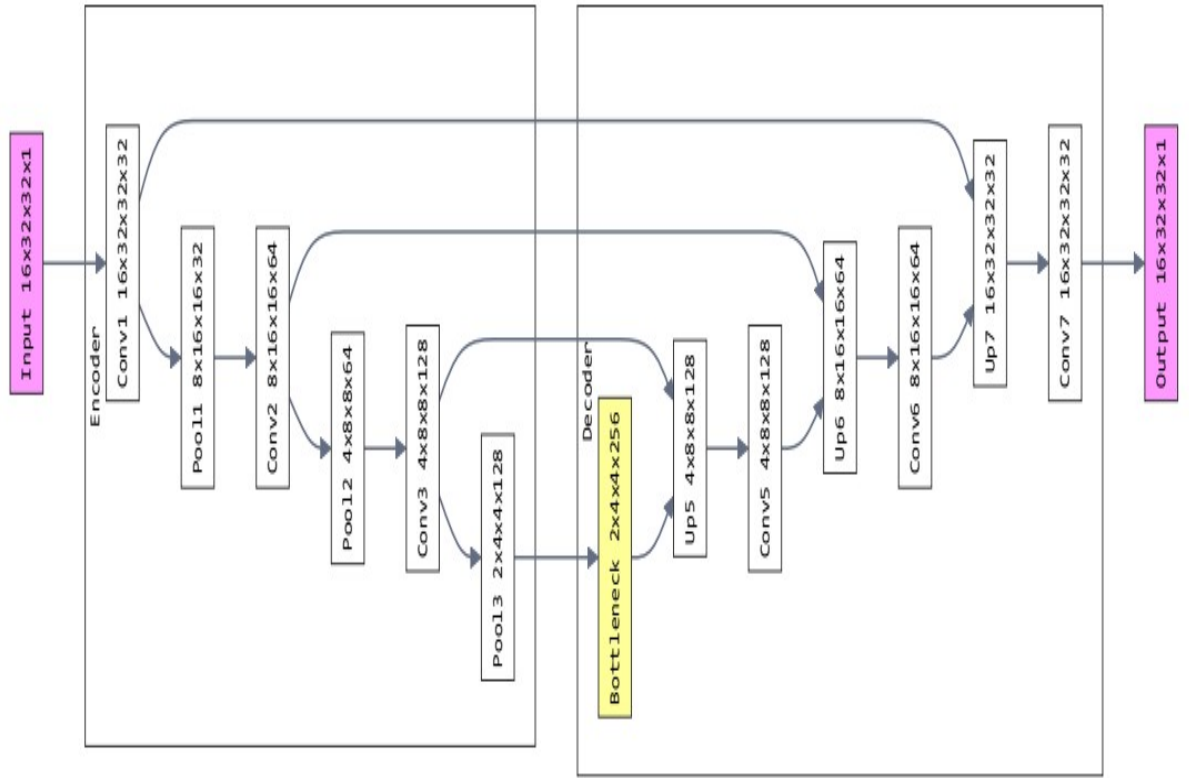 Input 16x32x32x1
Encoder
Conv1 16x32x32x32
Pool1 8x16x16x32
Conv2 8x16x16x64
Pool2 4x8x8x64
Conv3 4x8x8x128
Pool3 2x4x4x128
Decoder
Bottleneck 2x4x4x256
Up5 4x8x8x128
Conv5 4x8x8x128
Up6 8x16x16x64
Conv6 8x16x16x64
Up7 16x32x32x32
Conv7 16x32x32x32
Output 16x32x32x1